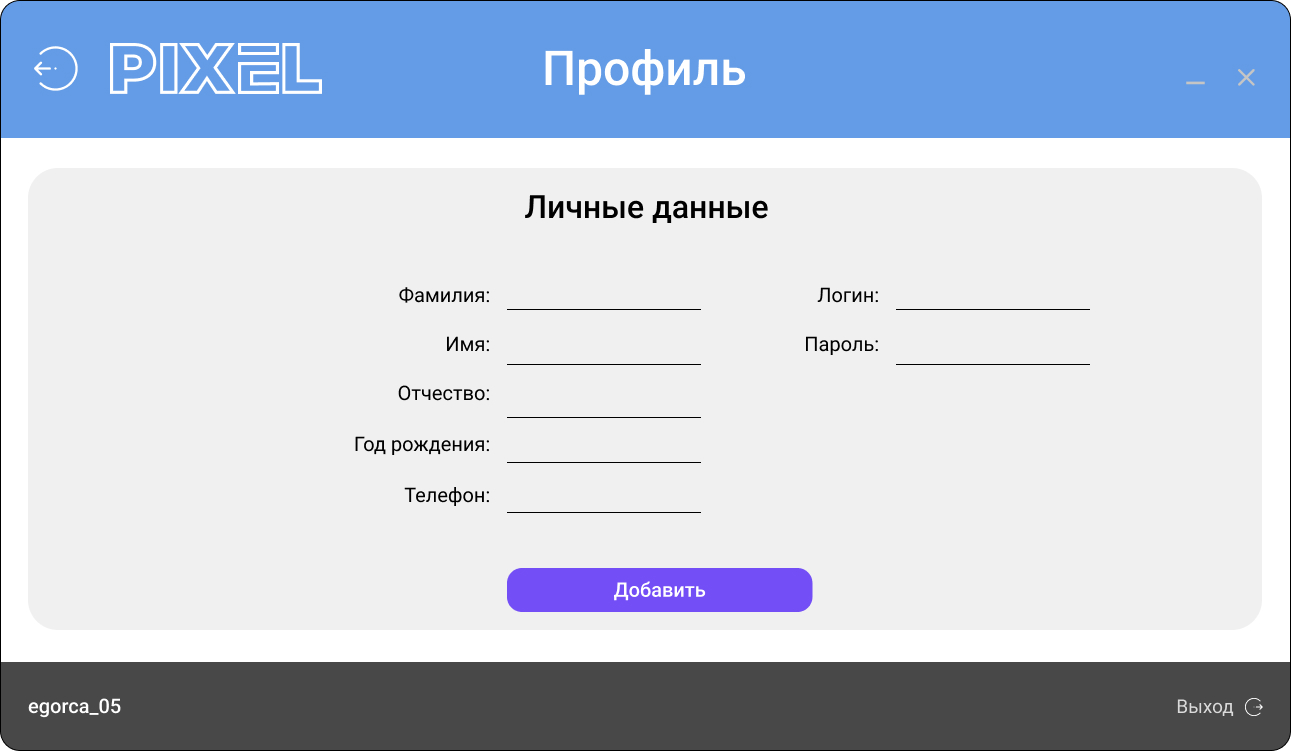 PIXEL
Профиль
Личные данные
Фамилия:
Имя:
Отчество:
Год рождения:
Телефон:
Логин:
Пароль:
Добавить
egorca_05
Выход